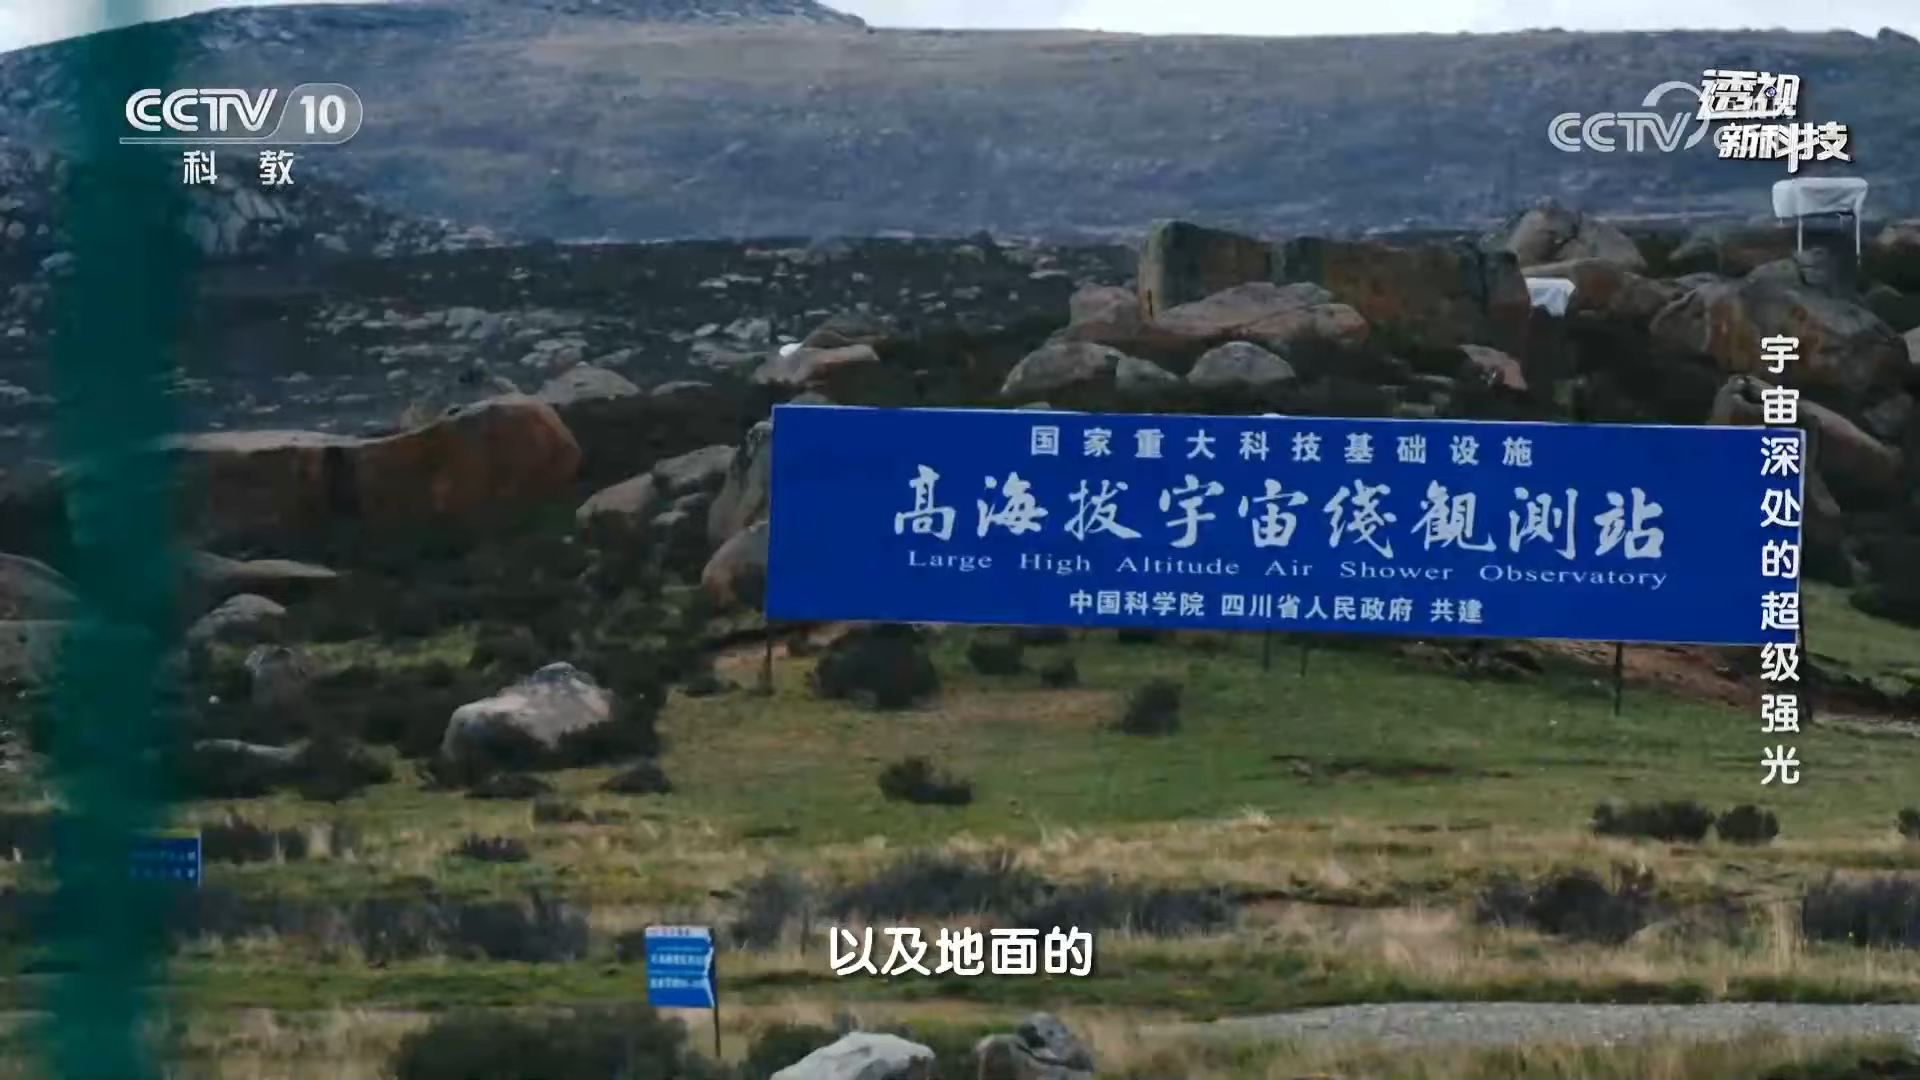 CCTV 10
科 教
透视
新科技
CCTV
国家重大科技基础设施
高海拔宇宙线觀测站
Large High Altitude Air Shower Observatory
中国科学院 四川省人民政府 共建
宇宙深处的超级强光
以及地面的